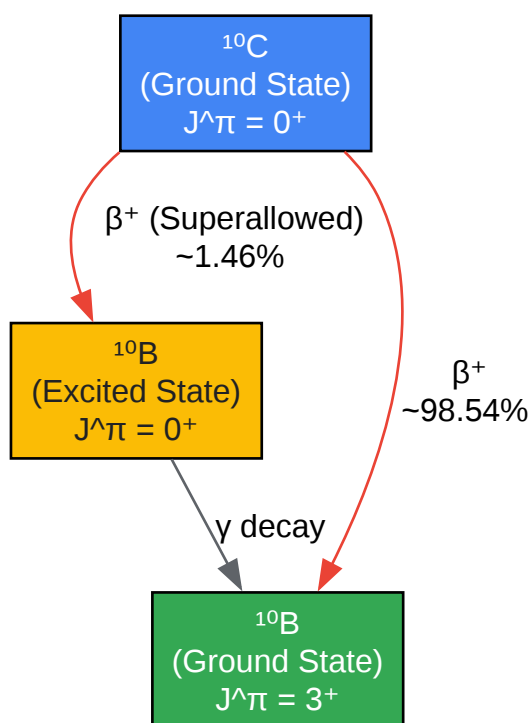 ¹⁰C
(Ground State)
J^π = 0⁺
β⁺ (Superallowed)
~1.46%
¹⁰B
(Excited State)
J^π = 0⁺
β⁺
~98.54%
γ decay
¹⁰B
(Ground State)
J^π = 3⁺